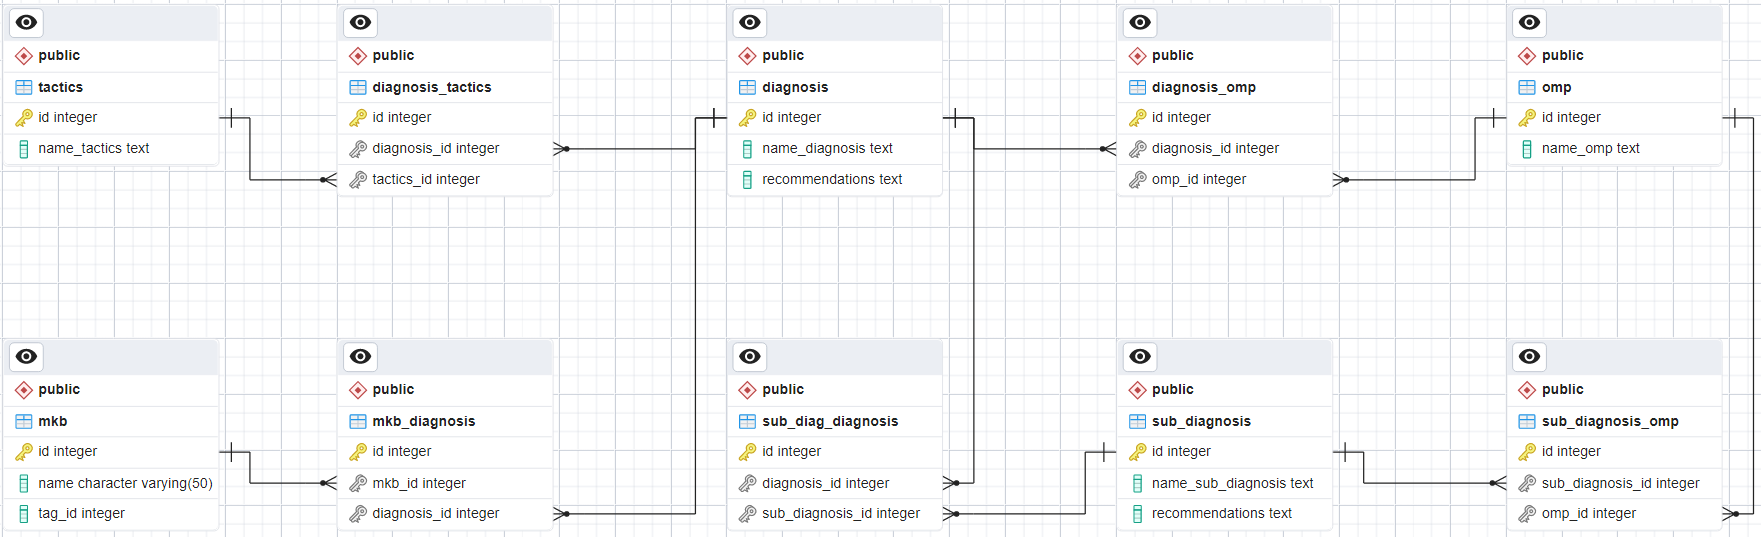 public
tactics
id integer
name_tactics text
public
diagnosis_tactics
id integer
diagnosis_id integer
tactics_id integer
public
diagnosis
id integer
name_diagnosis text
recommendations text
public
diagnosis_omp
id integer
diagnosis_id integer
omp_id integer
public
omp
id integer
name_omp text
public
mkb
id integer
name character varying(50)
tag_id integer
public
mkb_diagnosis
id integer
mkb_id integer
diagnosis_id integer
public
sub_diag_diagnosis
id integer
diagnosis_id integer
sub_diagnosis_id integer
public
sub_diagnosis
id integer
name_sub_diagnosis text
recommendations text
public
sub_diagnosis_omp
id integer
sub_diagnosis_id integer
omp_id integer